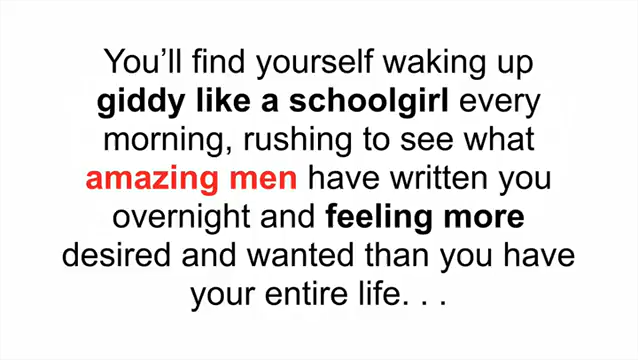 You’ll find yourself waking up
giddy like a schoolgirl every
morning, rushing to see what
amazing men have written you
overnight and feeling more
desired and wanted than you have
your entire life. . .